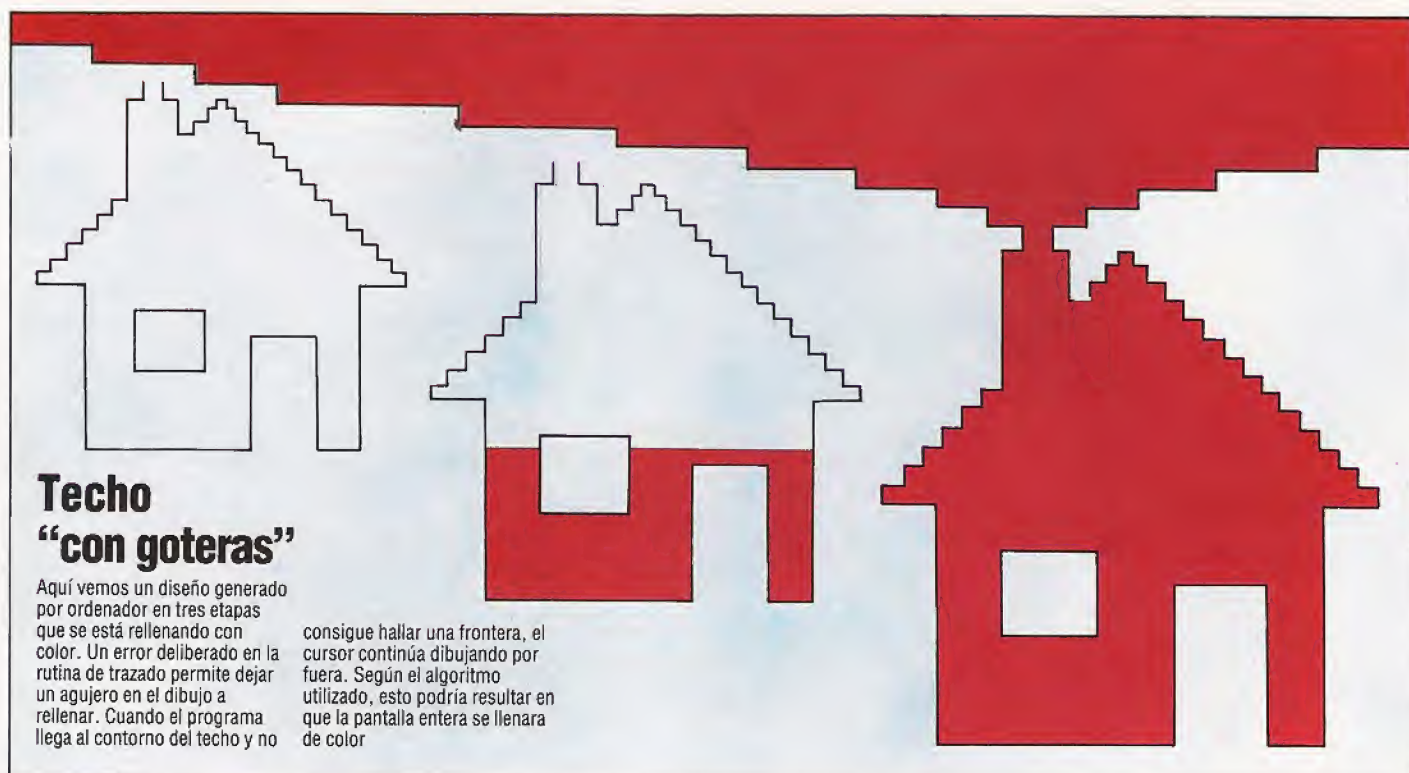 Techo
“con goteras”
Aquí vemos un diseño generado
por ordenador en tres etapas
que se está rellenando con
color. Un error deliberado en la
rutina de trazado permite dejar
un agujero en el dibujo a
rellenar. Cuando el programa
llega al contorno del techo y no
consigue hallar una frontera, el
cursor continúa dibujando por
fuera. Según el algoritmo
utilizado, esto podría resultar en
que la pantalla entera se llenara
de color